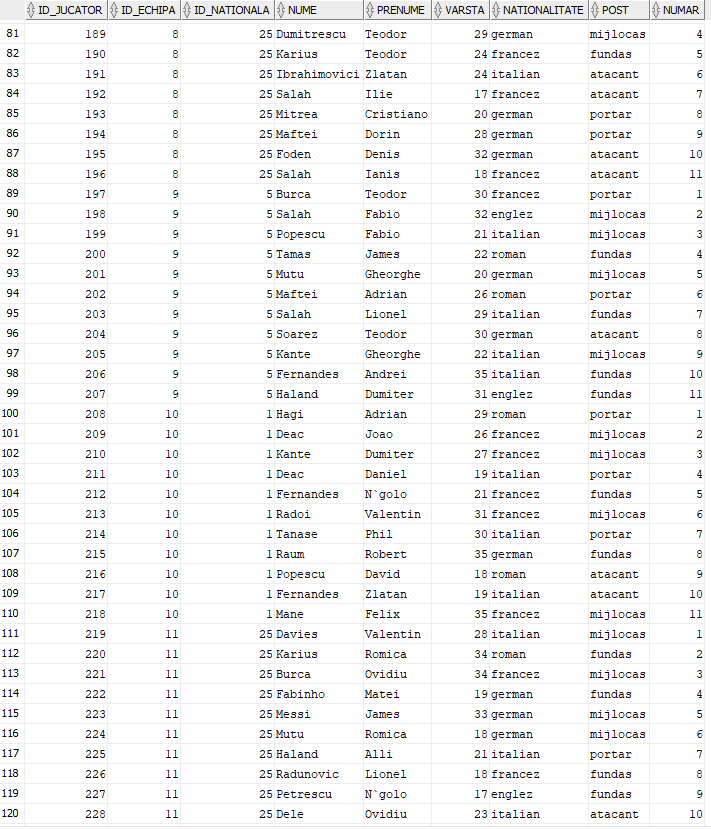 ID_JUCATOR ID_ECHIPA ID_NATIONALA NUME PRENUME VARSTA NATIONALITATE POST NUMAR
81 189 8 25 Dumitrescu Teodor 29 german mijlocas 4
82 190 8 25 Karius Teodor 24 francez fundas 5
83 191 8 25 Ibrahimovici Zlatan 24 italian atacant 6
84 192 8 25 Salah Ilie 17 francez atacant 7
85 193 8 25 Mitrea Cristiano 20 german portar 8
86 194 8 25 Maftei Dorin 28 german portar 9
87 195 8 25 Foden Denis 32 german atacant 10
88 196 8 25 Salah Ianis 18 francez atacant 11
89 197 9 5 Burca Teodor 30 francez portar 1
90 198 9 5 Salah Fabio 32 englez mijlocas 2
91 199 9 5 Popescu Fabio 21 italian mijlocas 3
92 200 9 5 Tamas James 22 roman fundas 4
93 201 9 5 Mutu Gheorghe 20 german mijlocas 5
94 202 9 5 Maftei Adrian 26 roman portar 6
95 203 9 5 Salah Lionel 29 italian fundas 7
96 204 9 5 Soarez Teodor 30 german atacant 8
97 205 9 5 Kante Gheorghe 22 italian mijlocas 9
98 206 9 5 Fernandes Andrei 35 italian fundas 10
99 207 9 5 Haland Dumiter 31 englez fundas 11
100 208 10 1 Hagi Adrian 29 roman portar 1
101 209 10 1 Deac Joao 26 francez mijlocas 2
102 210 10 1 Kante Dumiter 27 francez mijlocas 3
103 211 10 1 Deac Daniel 19 italian portar 4
104 212 10 1 Fernandes N`golo 21 francez fundas 5
105 213 10 1 Radoi Valentin 31 francez mijlocas 6
106 214 10 1 Tanase Phil 30 italian portar 7
107 215 10 1 Raum Robert 35 german fundas 8
108 216 10 1 Popescu David 18 roman atacant 9
109 217 10 1 Fernandes Zlatan 19 italian atacant 10
110 218 10 1 Mane Felix 35 francez mijlocas 11
111 219 11 25 Davies Valentin 28 italian mijlocas 1
112 220 11 25 Karius Romica 34 roman fundas 2
113 221 11 25 Burca Ovidiu 34 francez mijlocas 3
114 222 11 25 Fabinho Matei 19 german fundas 4
115 223 11 25 Messi James 33 german mijlocas 5
116 224 11 25 Mutu Romica 18 german mijlocas 6
117 225 11 25 Haland Alli 21 italian portar 7
118 226 11 25 Radunovic Lionel 18 francez fundas 8
119 227 11 25 Petrescu N`golo 17 englez fundas 9
120 228 11 25 Dele Ovidiu 23 italian atacant 10